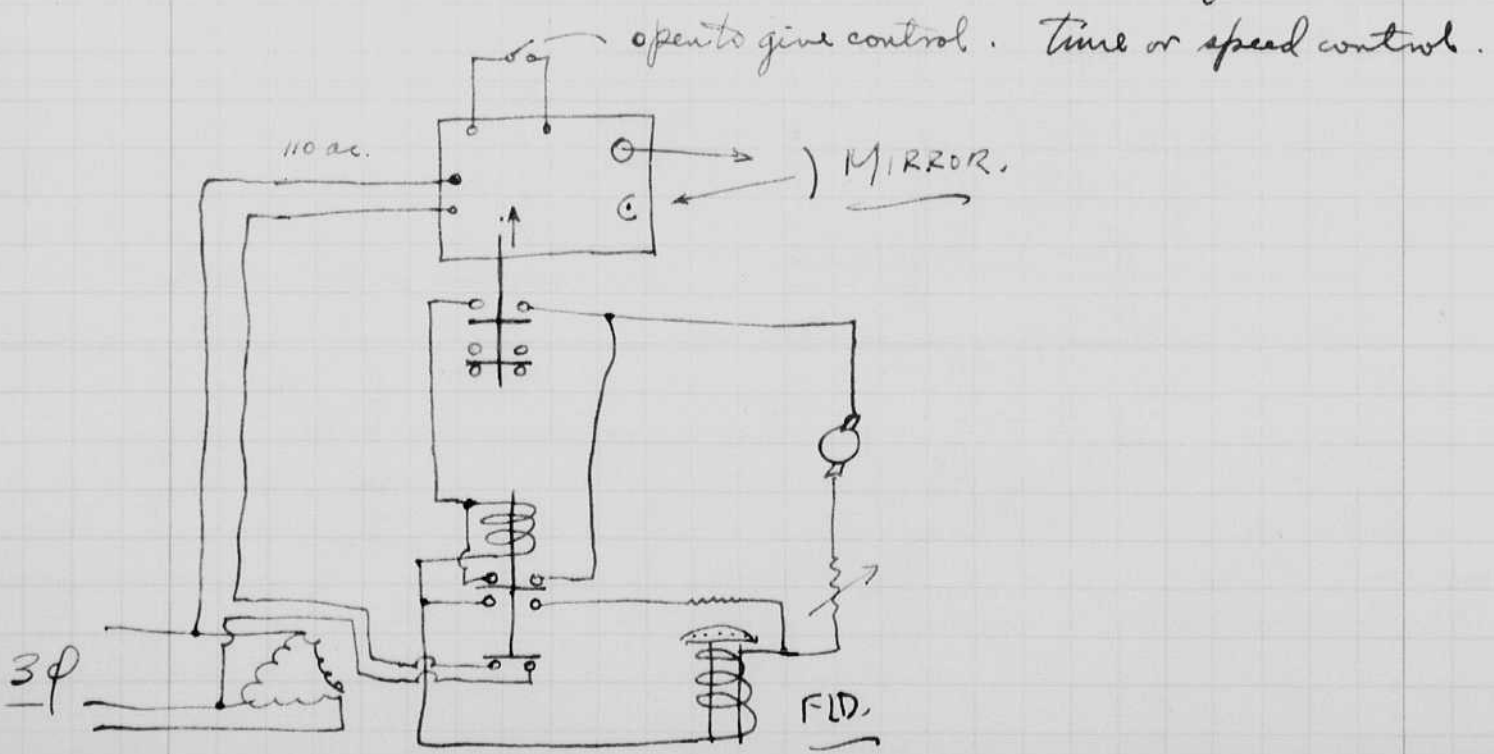 open to give control. Time or speed control.
110 ac.
MIRROR.
3φ
FLD.